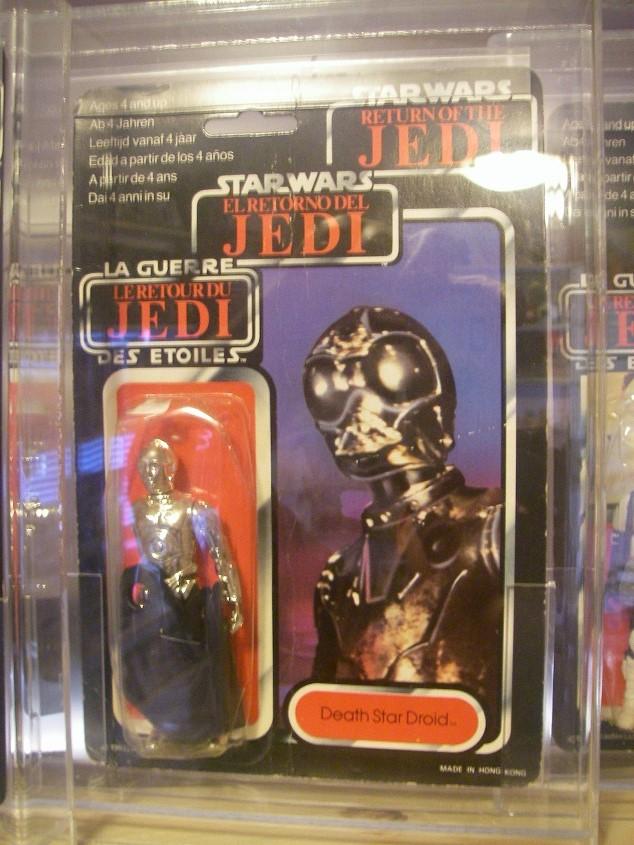 Ages 4 and up
Ab 4 Jahren
Leeftijd vanaf 4 jaar
Edad a partir de los 4 años
A partir de 4 ans
Dai 4 anni in su
STAR WARS
RETURN OF THE
JEDI
STAR WARS
EL RETORNO DEL
JEDI
LA GUERRE
LE RETOUR DU
JEDI
DES ETOILES™
Death Star Droid™
MADE IN HONG KONG